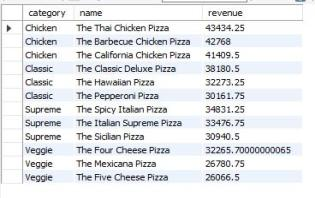 category name revenue
Chicken The Thai Chicken Pizza 43434.25
Chicken The Barbecue Chicken Pizza 42768
Chicken The California Chicken Pizza 41409.5
Classic The Classic Deluxe Pizza 38180.5
Classic The Hawaiian Pizza 32273.25
Classic The Pepperoni Pizza 30161.75
Supreme The Spicy Italian Pizza 34831.25
Supreme The Italian Supreme Pizza 33476.75
Supreme The Sicilian Pizza 30940.5
Veggie The Four Cheese Pizza 32265.70000000065
Veggie The Mexicana Pizza 26780.75
Veggie The Five Cheese Pizza 26066.5